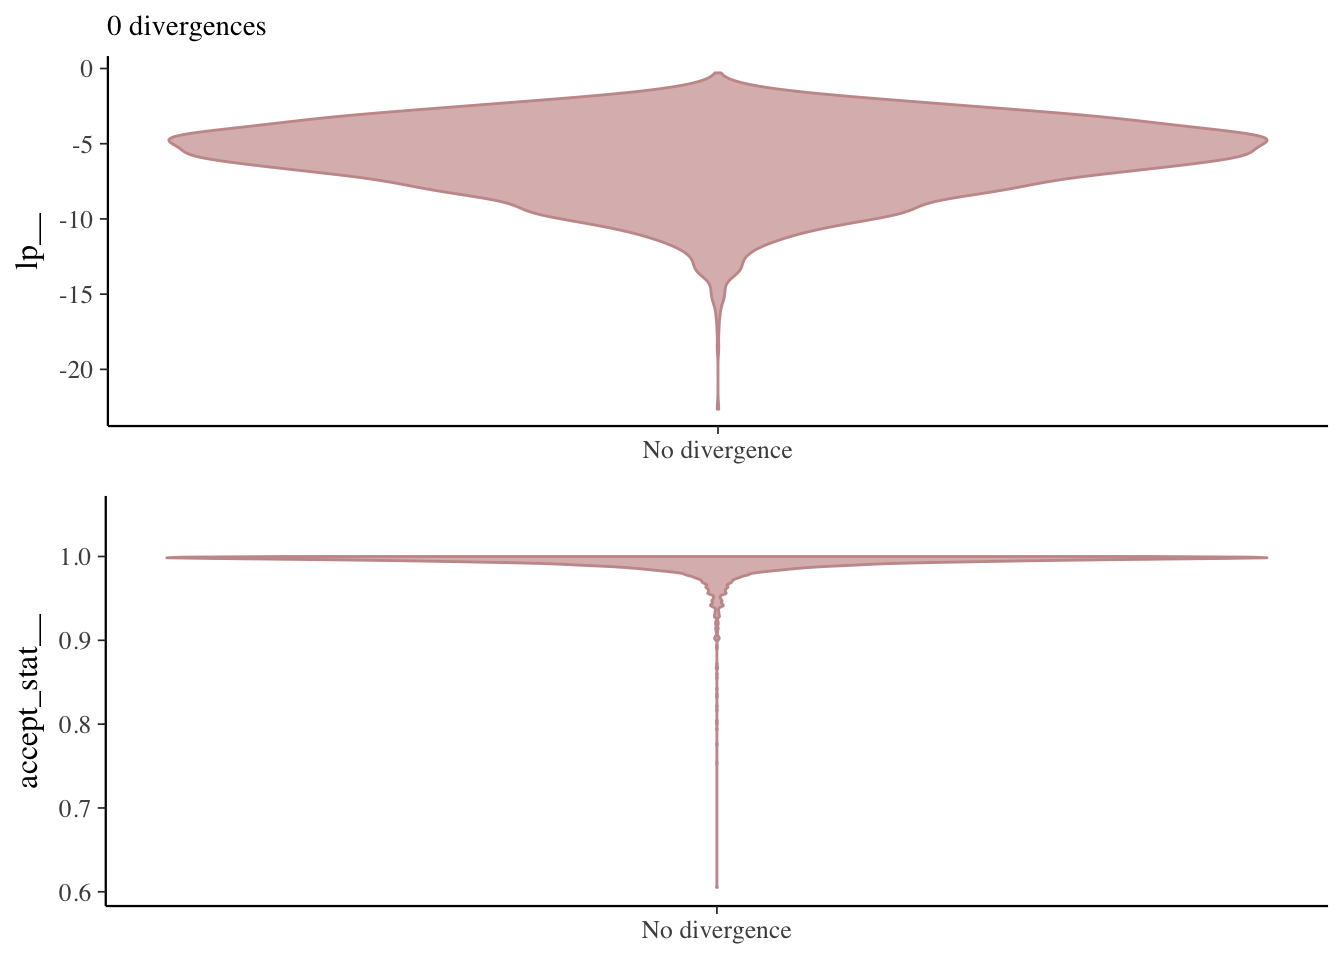 0 divergences
0
-5
-10
-15
-20
lp__
No divergence
1.0
0.9
0.8
0.7
0.6
accept_stat__
No divergence